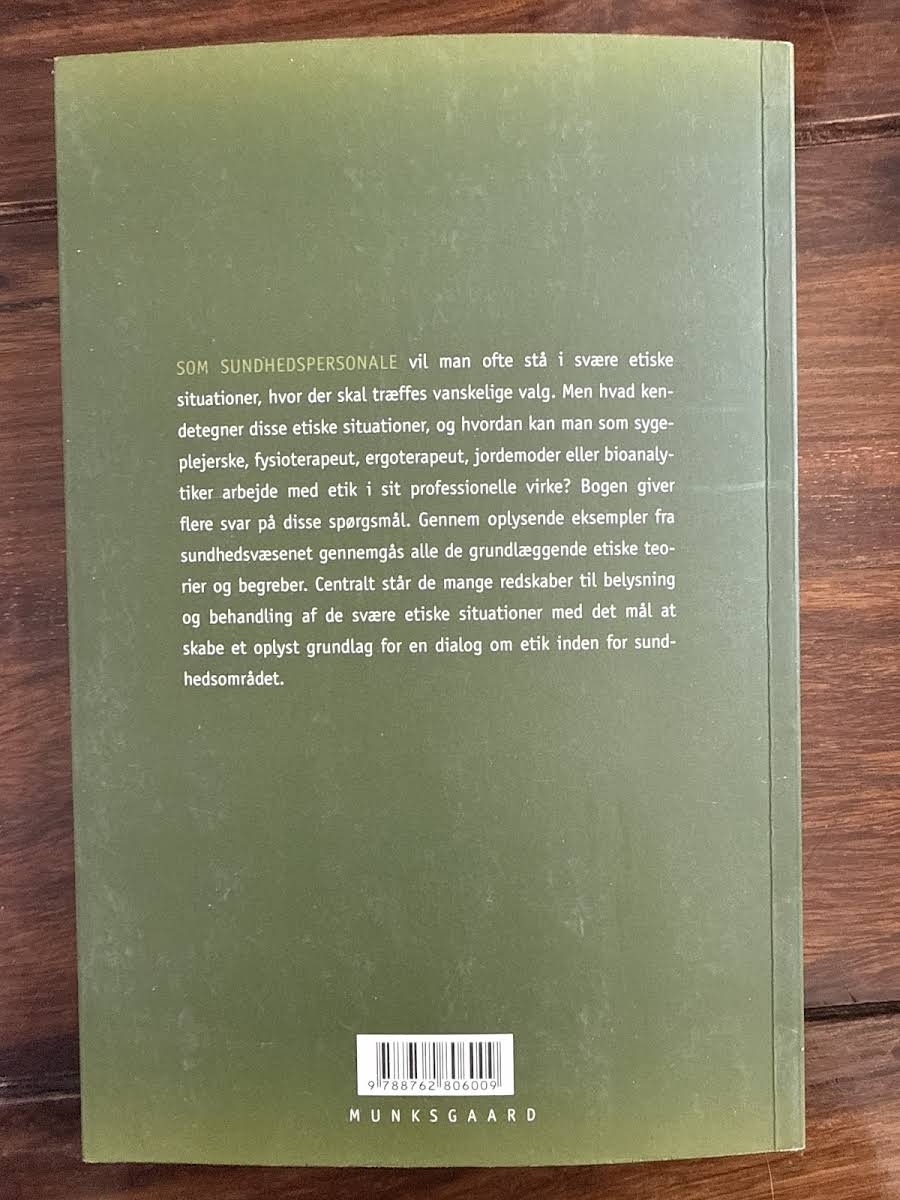 SOM SUNDHEDSPERSONALE vil man ofte stå i svære etiske
situationer, hvor der skal træffes vanskelige valg. Men hvad ken-
detegner disse etiske situationer, og hvordan kan man som syge-
plejerske, fysioterapeut, ergoterapeut, jordemoder eller bioanaly-
tiker arbejde med etik i sit professionelle virke? Bogen giver
flere svar på disse spørgsmål. Gennem oplysende eksempler fra
sundhedsvæsenet gennemgås alle de grundlæggende etiske teo-
rier og begreber. Centralt står de mange redskaber til belysning
og behandling af de svære etiske situationer med det mål at
skabe et oplyst grundlag for en dialog om etik inden for sund-
hedsområdet.
9 788762 806009
MUNKSGAARD